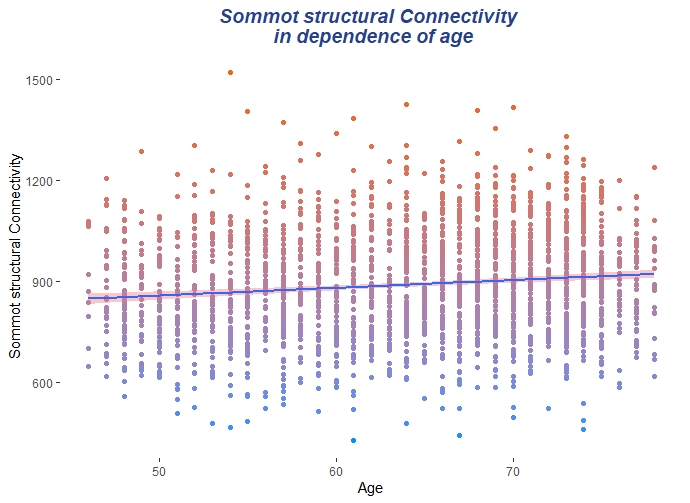 Sommot structural Connectivity
in dependence of age
Sommot structural Connectivity
1500
1200
900
600
50
60
70
Age